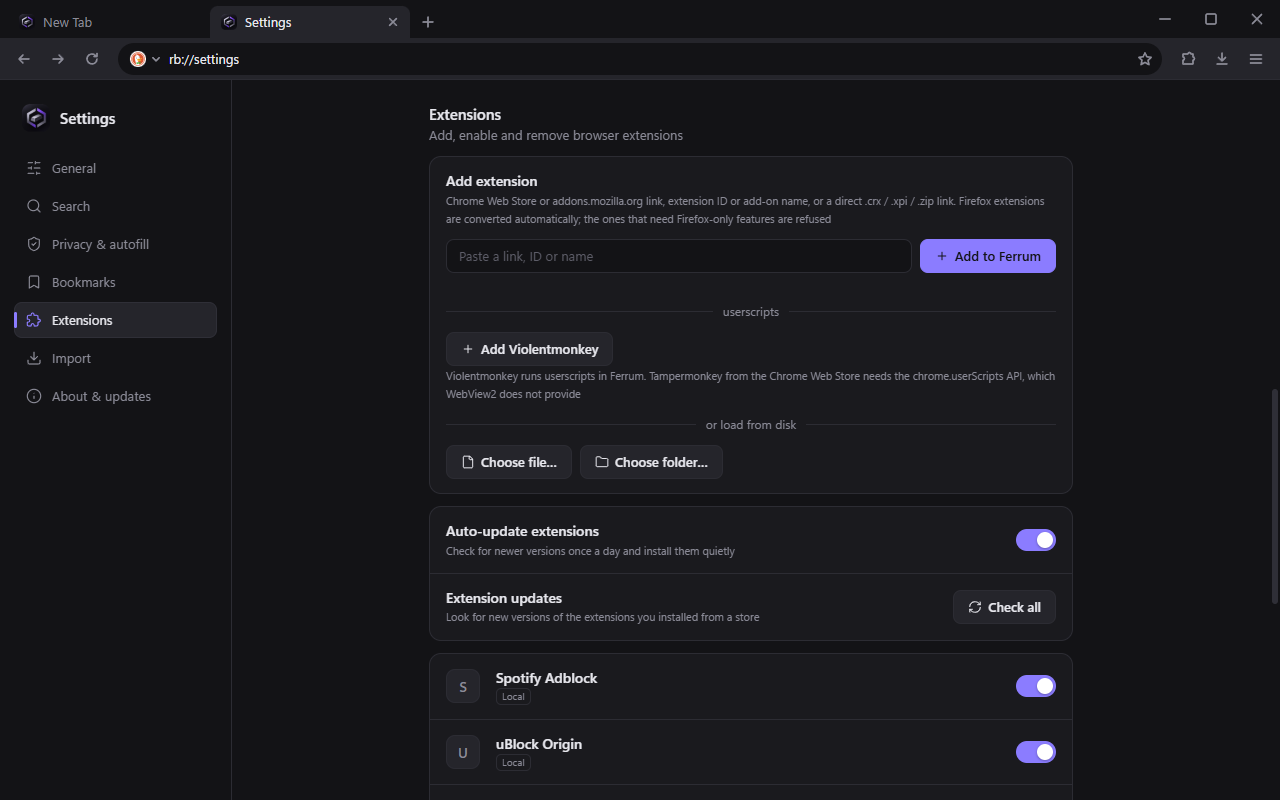 New Tab
Settings
rb://settings
Settings
General
Search
Privacy & autofill
Bookmarks
Extensions
Import
About & updates
Extensions
Add, enable and remove browser extensions
Add extension
Chrome Web Store or addons.mozilla.org link, extension ID or add-on name, or a direct .crx / .xpi / .zip link. Firefox extensions
are converted automatically; the ones that need Firefox-only features are refused
Paste a link, ID or name
+ Add to Ferrum
userscripts
+ Add Violentmonkey
Violentmonkey runs userscripts in Ferrum. Tampermonkey from the Chrome Web Store needs the chrome.userScripts API, which
WebView2 does not provide
or load from disk
Choose file...
Choose folder...
Auto-update extensions
Check for newer versions once a day and install them quietly
Extension updates
Look for new versions of the extensions you installed from a store
Check all
S
Spotify Adblock
Local
U
uBlock Origin
Local